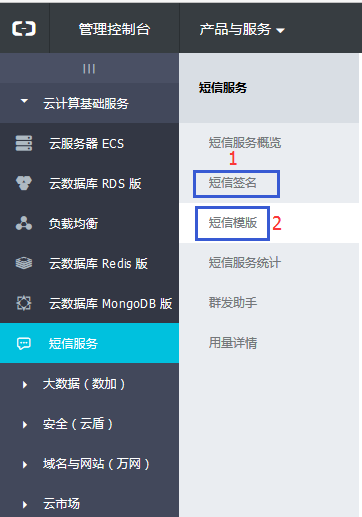 管理控制台
产品与服务
云计算基础服务
云服务器 ECS
云数据库 RDS 版
负载均衡
云数据库 Redis 版
云数据库 MongoDB 版
短信服务
大数据（数加）
安全（云盾）
域名与网站（万网）
云市场
短信服务
短信服务概览
1
短信签名
短信模版
2
短信服务统计
群发助手
用量详情